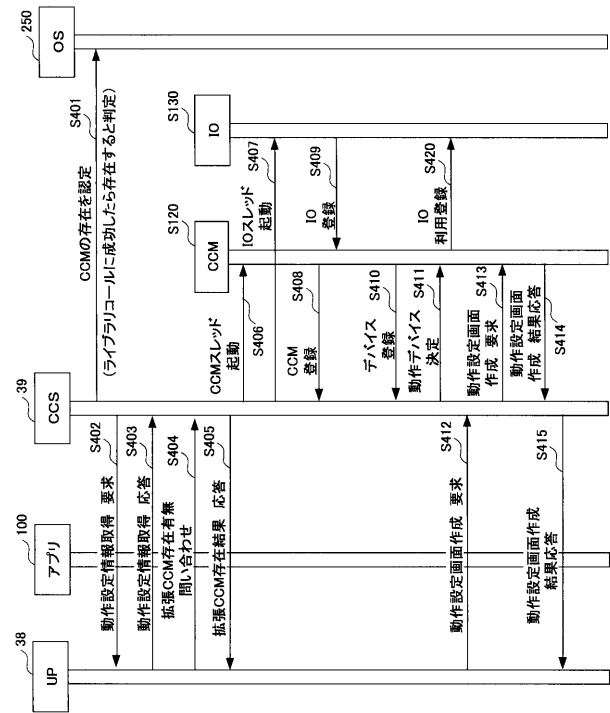 38
UP
100
アプリ
39
CCS
S120
CCM
S130
IO
250
OS
S401
CCMの存在を認定
(ライブラリコールに成功したら存在すると判定)
S402
動作設定情報取得 要求
S403
動作設定情報取得 応答
S404
拡張CCM存在有無
問い合わせ
S405
拡張CCM存在結果 応答
CCMスレッド
起動
S406
IOスレッド
起動
S407
S408
CCM
登録
S409
IO
登録
S410
デバイス
登録
S411
動作デバイス
決定
S420
IO
利用登録
S412
動作設定画面作成 要求
S413
動作設定画面
作成 要求
動作設定画面
作成 結果応答
S414
S415
動作設定画面作成
結果応答